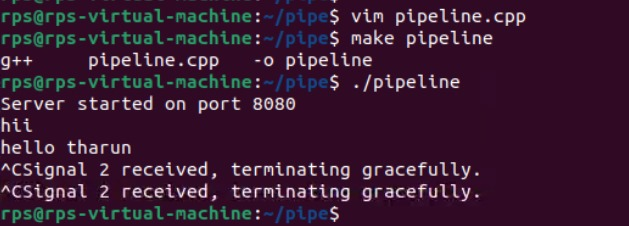 rps@rps-virtual-machine:~/pipe$ vim pipeline.cpp
rps@rps-virtual-machine:~/pipe$ make pipeline
g++     pipeline.cpp   -o pipeline
rps@rps-virtual-machine:~/pipe$ ./pipeline
Server started on port 8080
hii
hello tharun
^CSignal 2 received, terminating gracefully.
^CSignal 2 received, terminating gracefully.
rps@rps-virtual-machine:~/pipe$